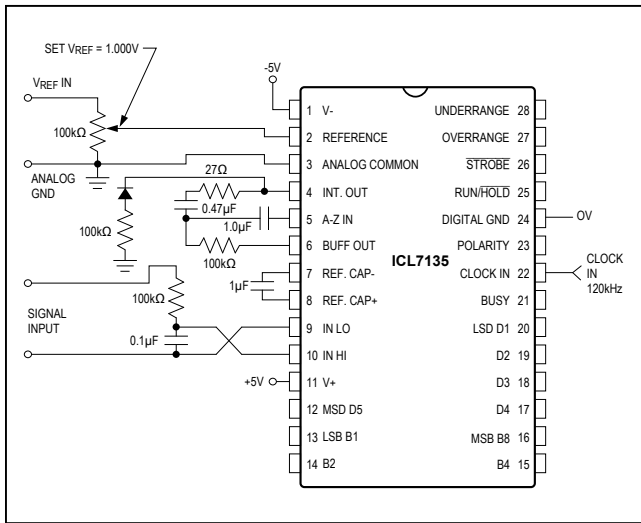 SET VREF = 1.000V
VREF IN
100kΩ
ANALOG
GND
100kΩ
27Ω
0.47µF
1.0µF
100kΩ
1µF
SIGNAL
INPUT
100kΩ
0.1µF
-5V
+5V
ICL7135
1 V-
2 REFERENCE
3 ANALOG COMMON
4 INT. OUT
5 A-Z IN
6 BUFF OUT
7 REF. CAP-
8 REF. CAP+
9 IN LO
10 IN HI
11 V+
12 MSD D5
13 LSB B1
14 B2
UNDERRANGE 28
OVERRANGE 27
STROBE 26
RUN/HOLD 25
DIGITAL GND 24
POLARITY 23
CLOCK IN 22
BUSY 21
LSD D1 20
D2 19
D3 18
D4 17
MSB B8 16
B4 15
0V
CLOCK
IN
120kHz